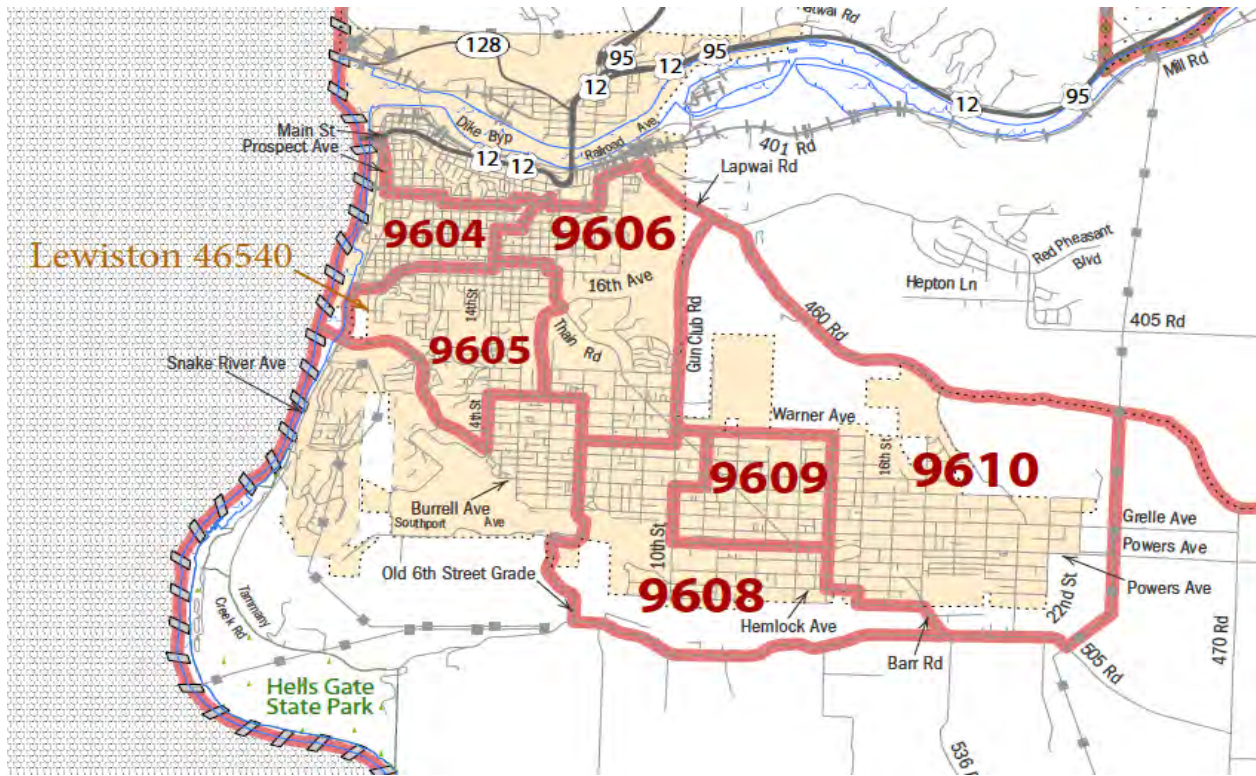 128
95
12
12
95
12
95
Mill Rd
Main St
Prospect Ave
Dike Byp
12
12
Railroad Ave
401 Rd
Lapwai Rd
9604
9606
Lewiston 46540
16th Ave
14th St
Thain Rd
Gun Club Rd
460 Rd
Red Pheasant
Blvd
Hepton Ln
405 Rd
9605
Snake River Ave
Warner Ave
16th St
9609
9610
Burrell Ave
Southport Ave
10th St
Grelle Ave
Powers Ave
Old 6th Street Grade
9608
22nd St
Powers Ave
Hemlock Ave
Tammany
Creek Rd
Barr Rd
505 Rd
470 Rd
Hells Gate
State Park